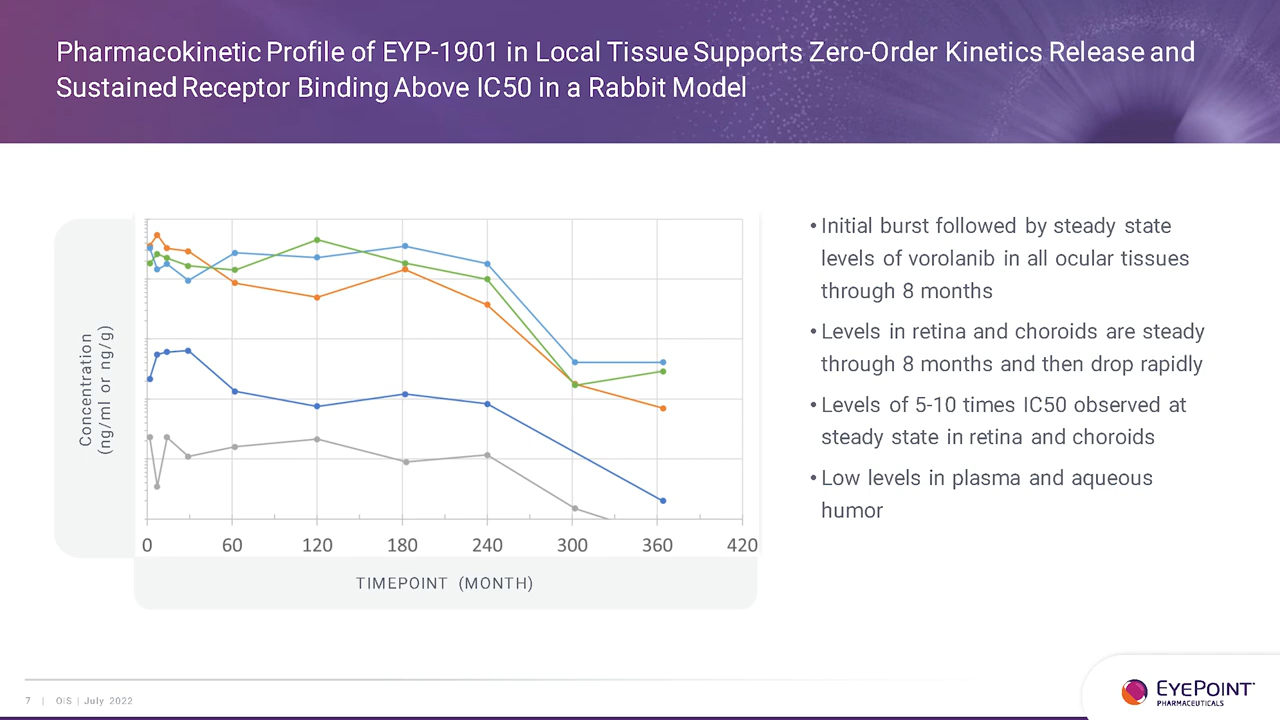 Pharmacokinetic Profile of EYP-1901 in Local Tissue Supports Zero-Order Kinetics Release and
Sustained Receptor Binding Above IC50 in a Rabbit Model
Concentration
(ng/ml or ng/g)
0 60 120 180 240 300 360 420
TIMEPOINT (MONTH)
• Initial burst followed by steady state
levels of vorolanib in all ocular tissues
through 8 months
• Levels in retina and choroids are steady
through 8 months and then drop rapidly
• Levels of 5-10 times IC50 observed at
steady state in retina and choroids
• Low levels in plasma and aqueous
humor
7 | OIS | July 2022
EYEPOINT
PHARMACEUTICALS